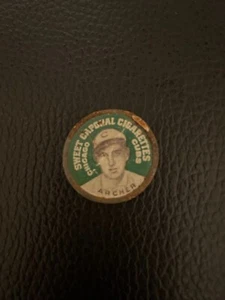 SWEET CAPORAL CIGARETTES
CHICAGO
CUBS
ARCHER